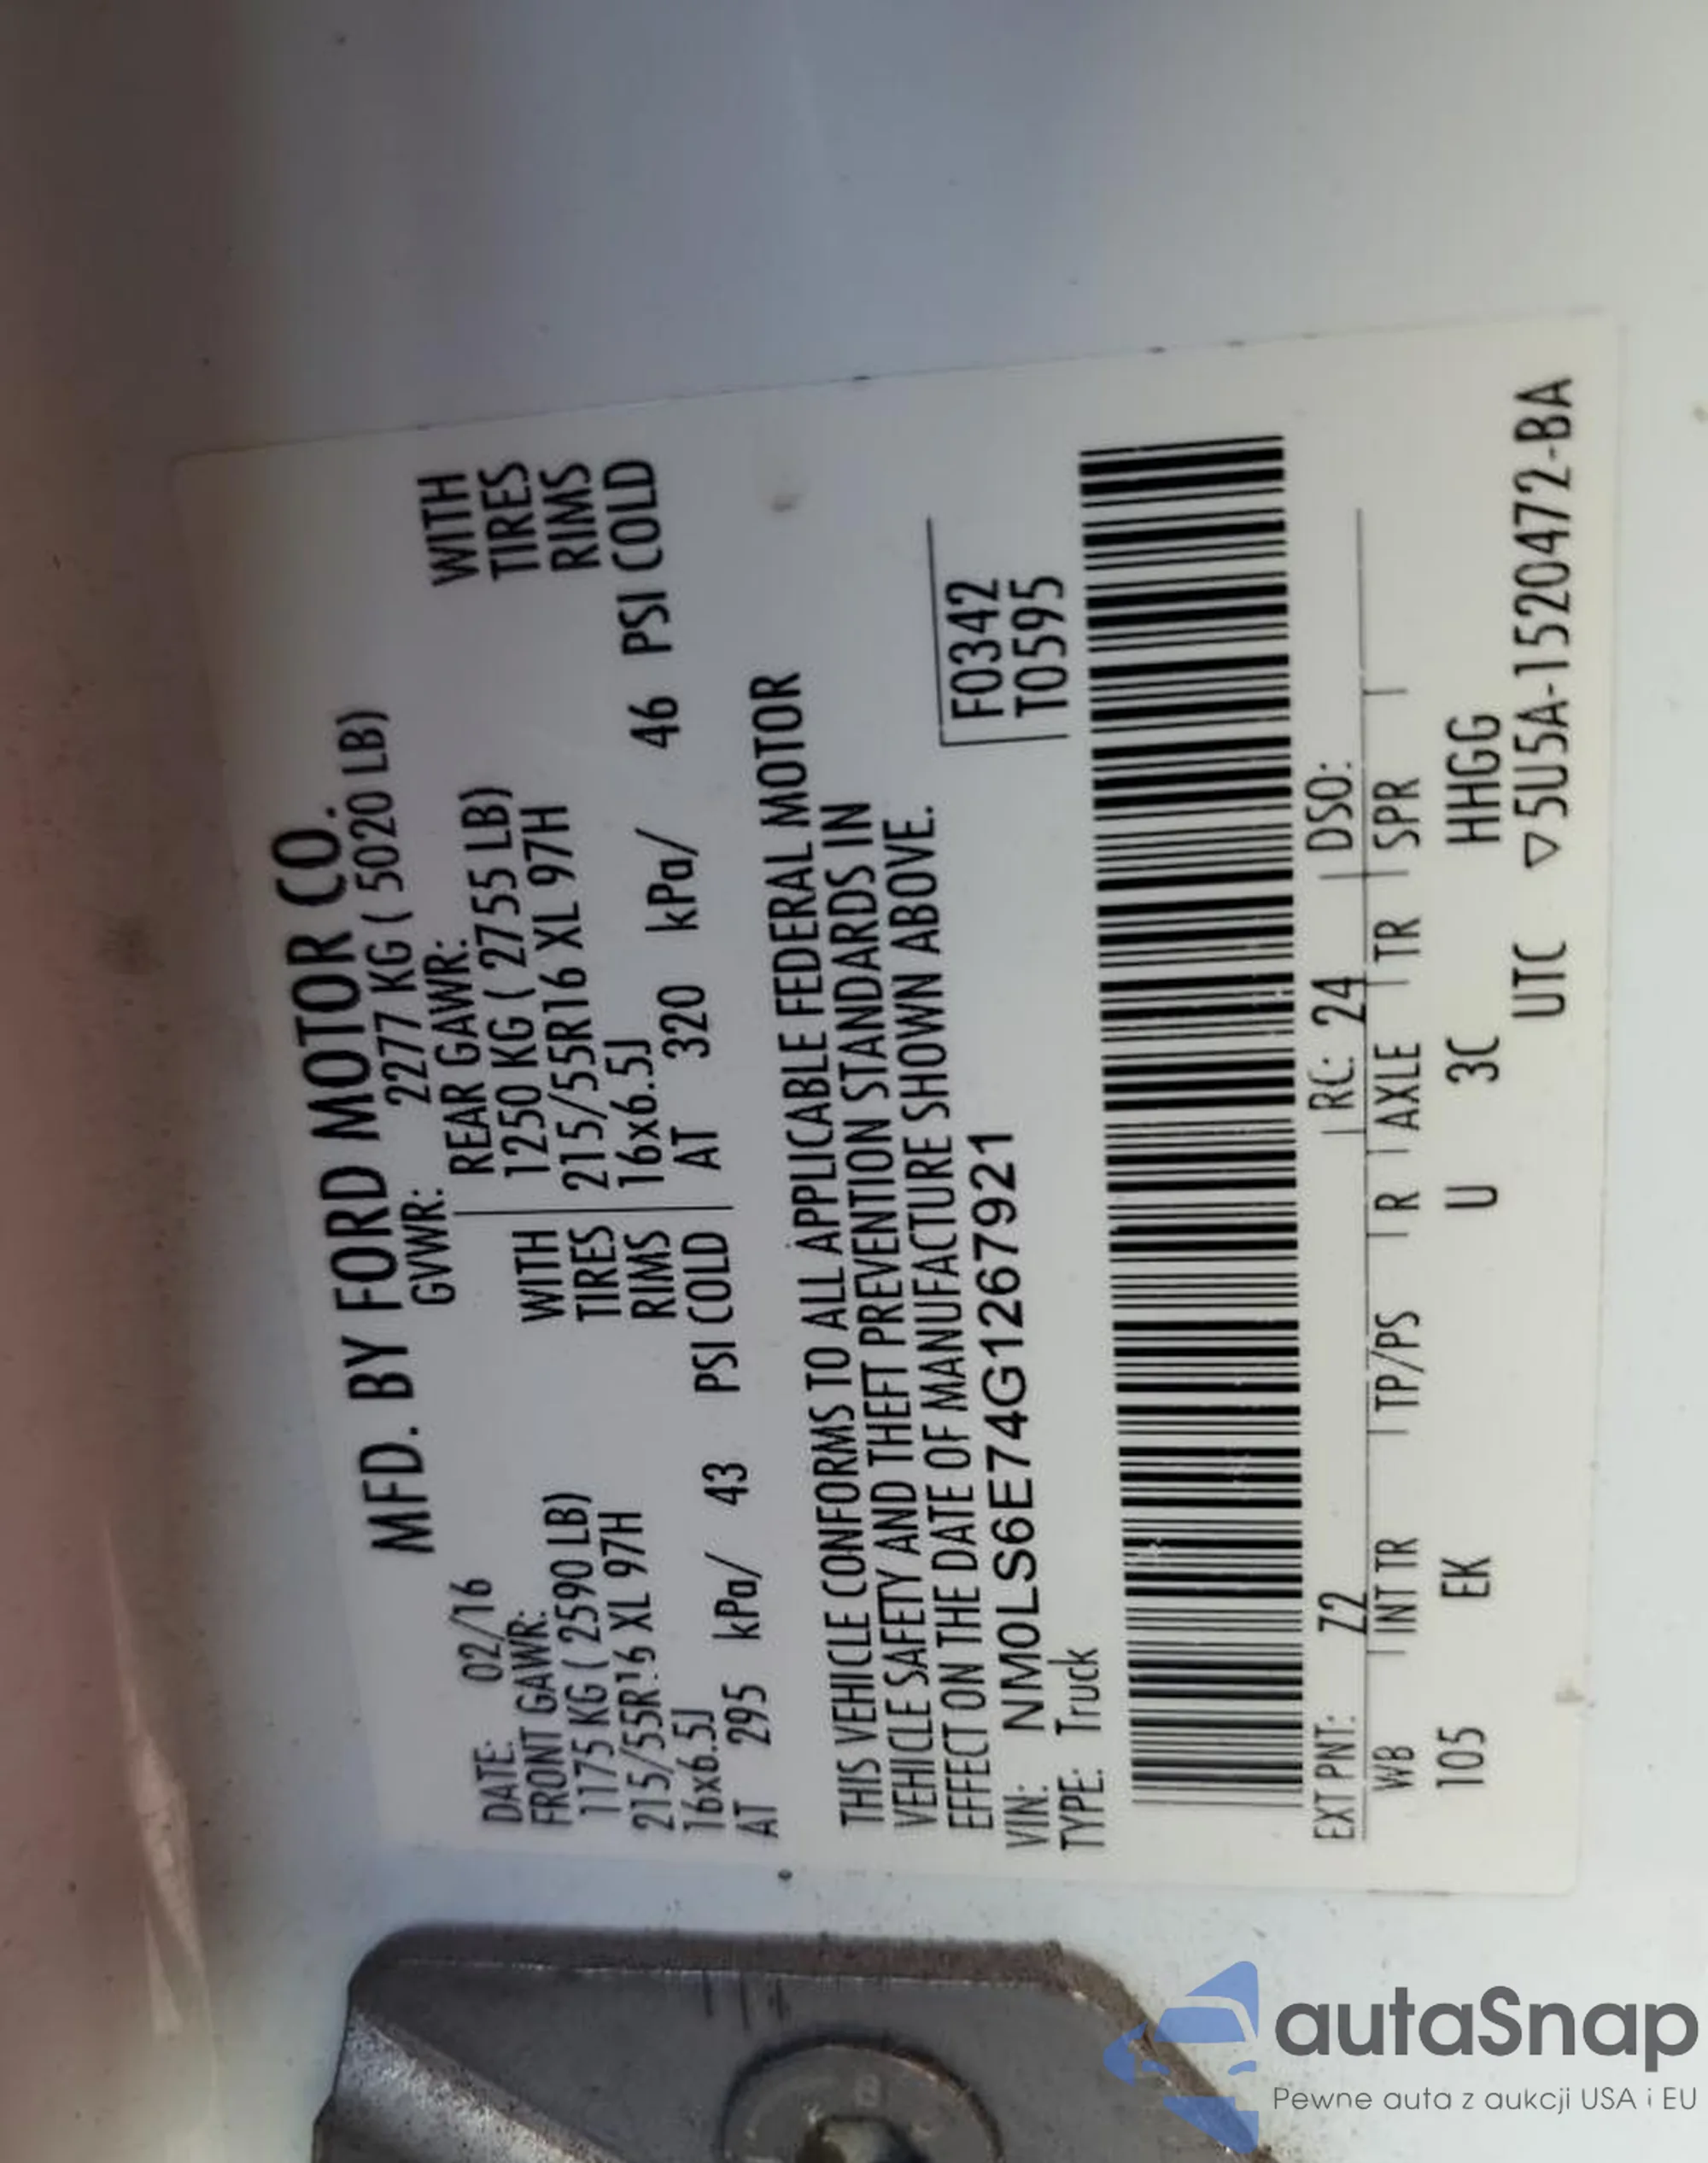 MFD. BY FORD MOTOR CO.
DATE: 02/16 GVWR: 2277 KG ( 5020 LB)
FRONT GAWR: REAR GAWR:
1175 KG ( 2590 LB) WITH 1250 KG ( 2755 LB) WITH
215/55R16 XL 97H TIRES 215/55R16 XL 97H TIRES
16x6.5J RIMS 16x6.5J RIMS
AT 295 kPa/ 43 PSI COLD AT 320 kPa/ 46 PSI COLD
THIS VEHICLE CONFORMS TO ALL APPLICABLE FEDERAL MOTOR
VEHICLE SAFETY AND THEFT PREVENTION STANDARDS IN
EFFECT ON THE DATE OF MANUFACTURE SHOWN ABOVE.
VIN: NM0LS6E74G1267921 F0342
TYPE: Truck T0595
EXT PNT: Z2 RC: 24 DSO:
WB INT TR TP/PS R AXLE TR SPR
105 EK U 3C HHGG
UTC ▽5U5A-1520472-BA
autaSnap
Pewne auta z aukcji USA i EU